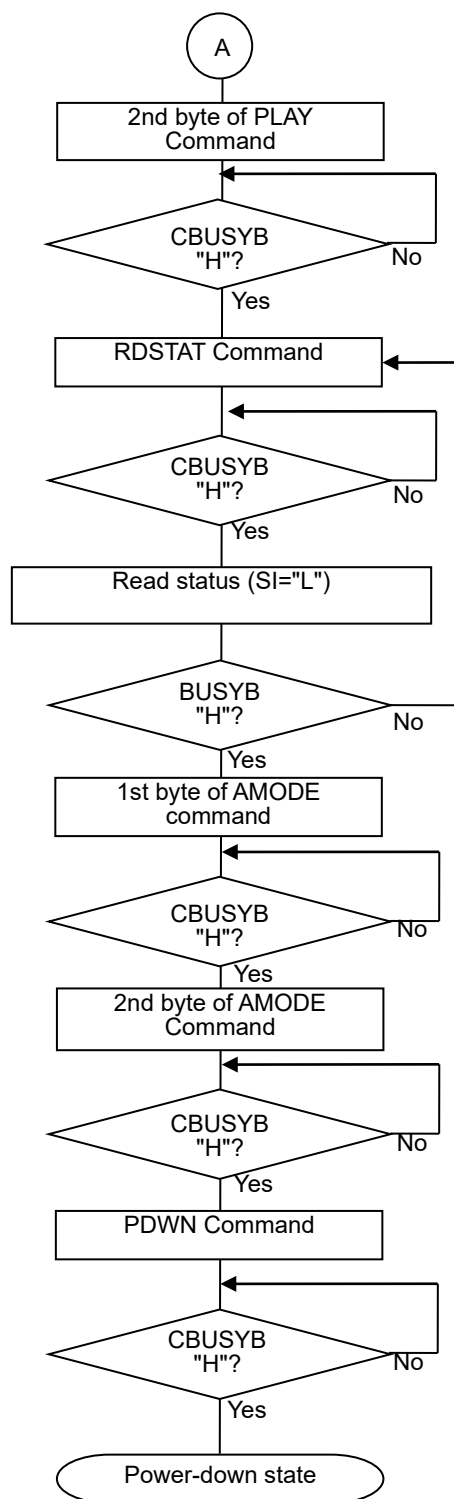 A
2nd byte of PLAY
Command
CBUSYB
"H"?
No
Yes
RDSTAT Command
CBUSYB
"H"?
No
Yes
Read status (SI="L")
BUSYB
"H"?
No
Yes
1st byte of AMODE
command
CBUSYB
"H"?
No
Yes
2nd byte of AMODE
Command
CBUSYB
"H"?
No
Yes
PDWN Command
CBUSYB
"H"?
No
Yes
Power-down state